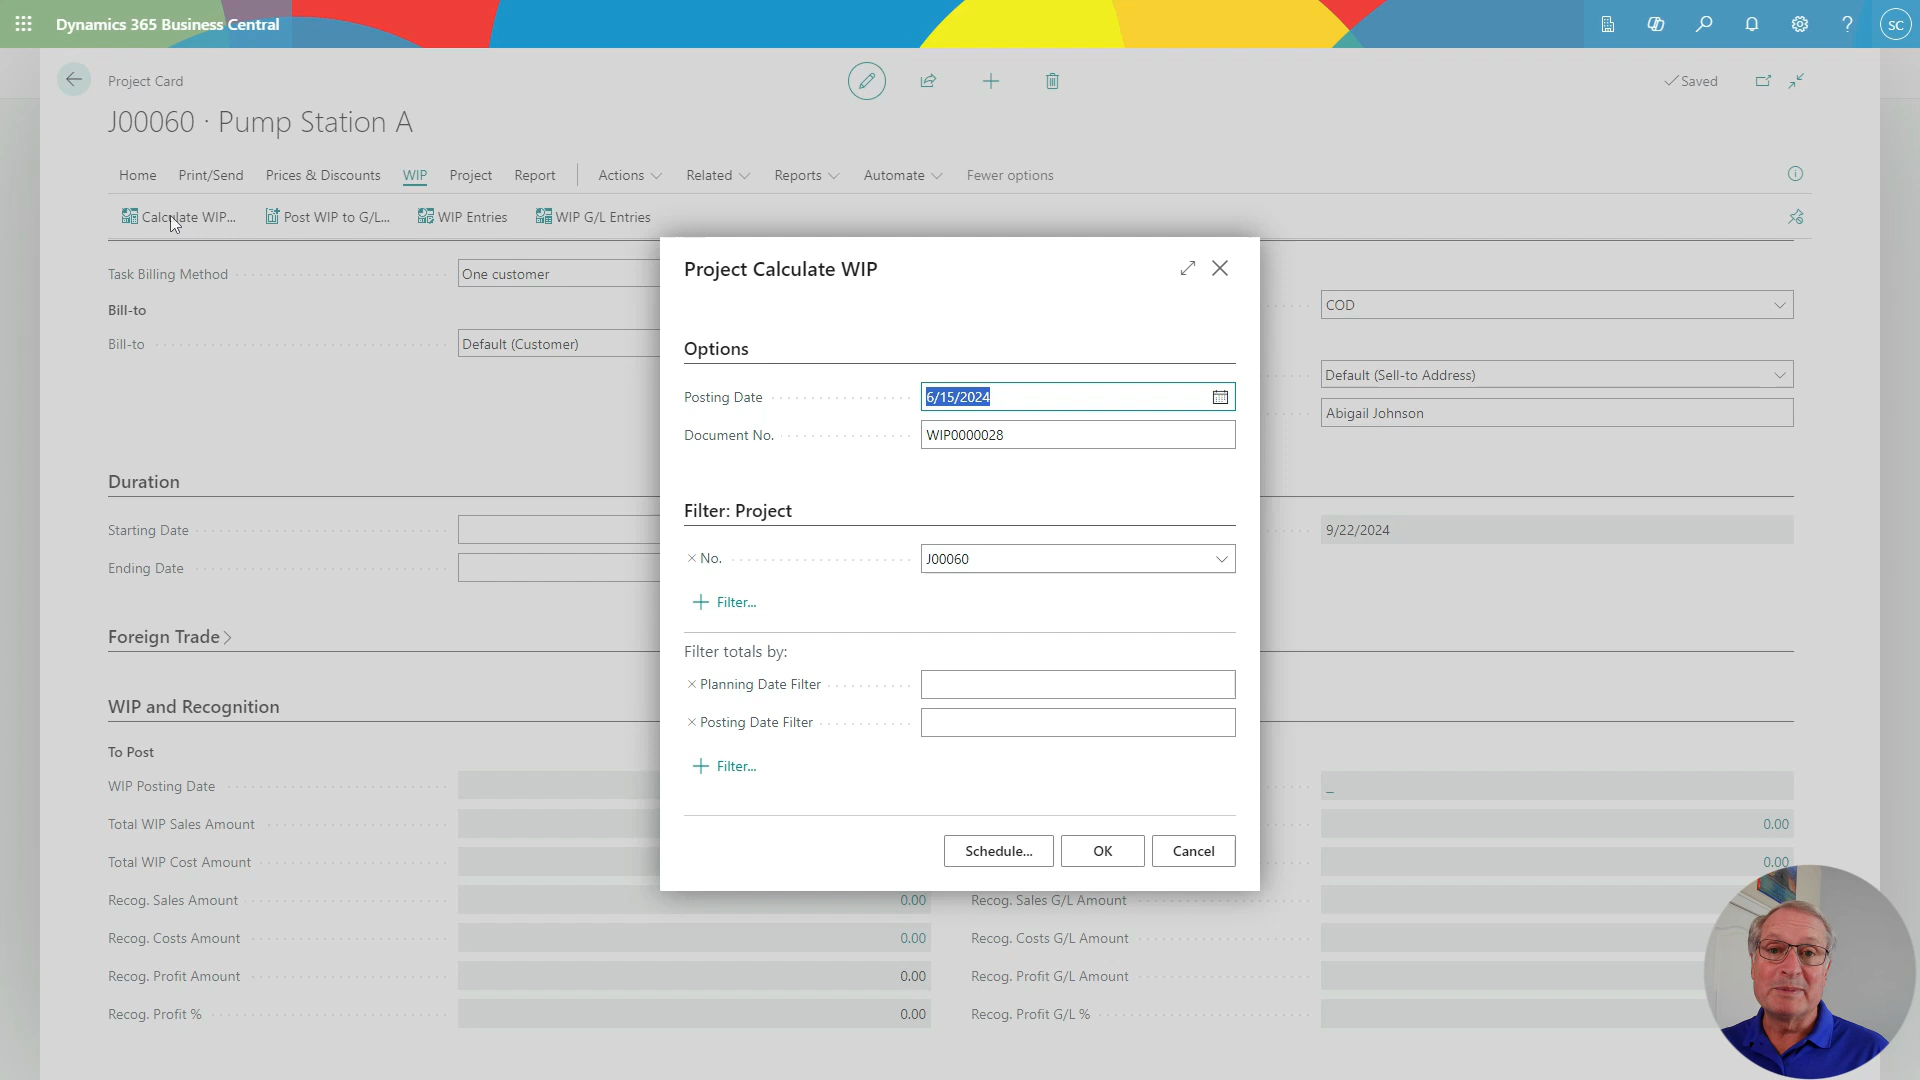 Dynamics 365 Business Central
SC
Project Card
Saved
J00060 · Pump Station A
Home Print/Send Prices & Discounts WIP Project Report Actions Related Reports Automate Fewer options
Calculate WIP... Post WIP to G/L... WIP Entries WIP G/L Entries
Task Billing Method One customer
Bill-to
Bill-to Default (Customer)
COD
Default (Sell-to Address)
Abigail Johnson
Duration
Starting Date
9/22/2024
Ending Date
Foreign Trade
WIP and Recognition
To Post
WIP Posting Date
_
Total WIP Sales Amount
0.00
Total WIP Cost Amount
0.00
Recog. Sales Amount 0.00 Recog. Sales G/L Amount
Recog. Costs Amount 0.00 Recog. Costs G/L Amount
Recog. Profit Amount 0.00 Recog. Profit G/L Amount
Recog. Profit % 0.00 Recog. Profit G/L %
Project Calculate WIP
Options
Posting Date 6/15/2024
Document No. WIP0000028
Filter: Project
No. J00060
Filter...
Filter totals by:
Planning Date Filter
Posting Date Filter
Filter...
Schedule... OK Cancel